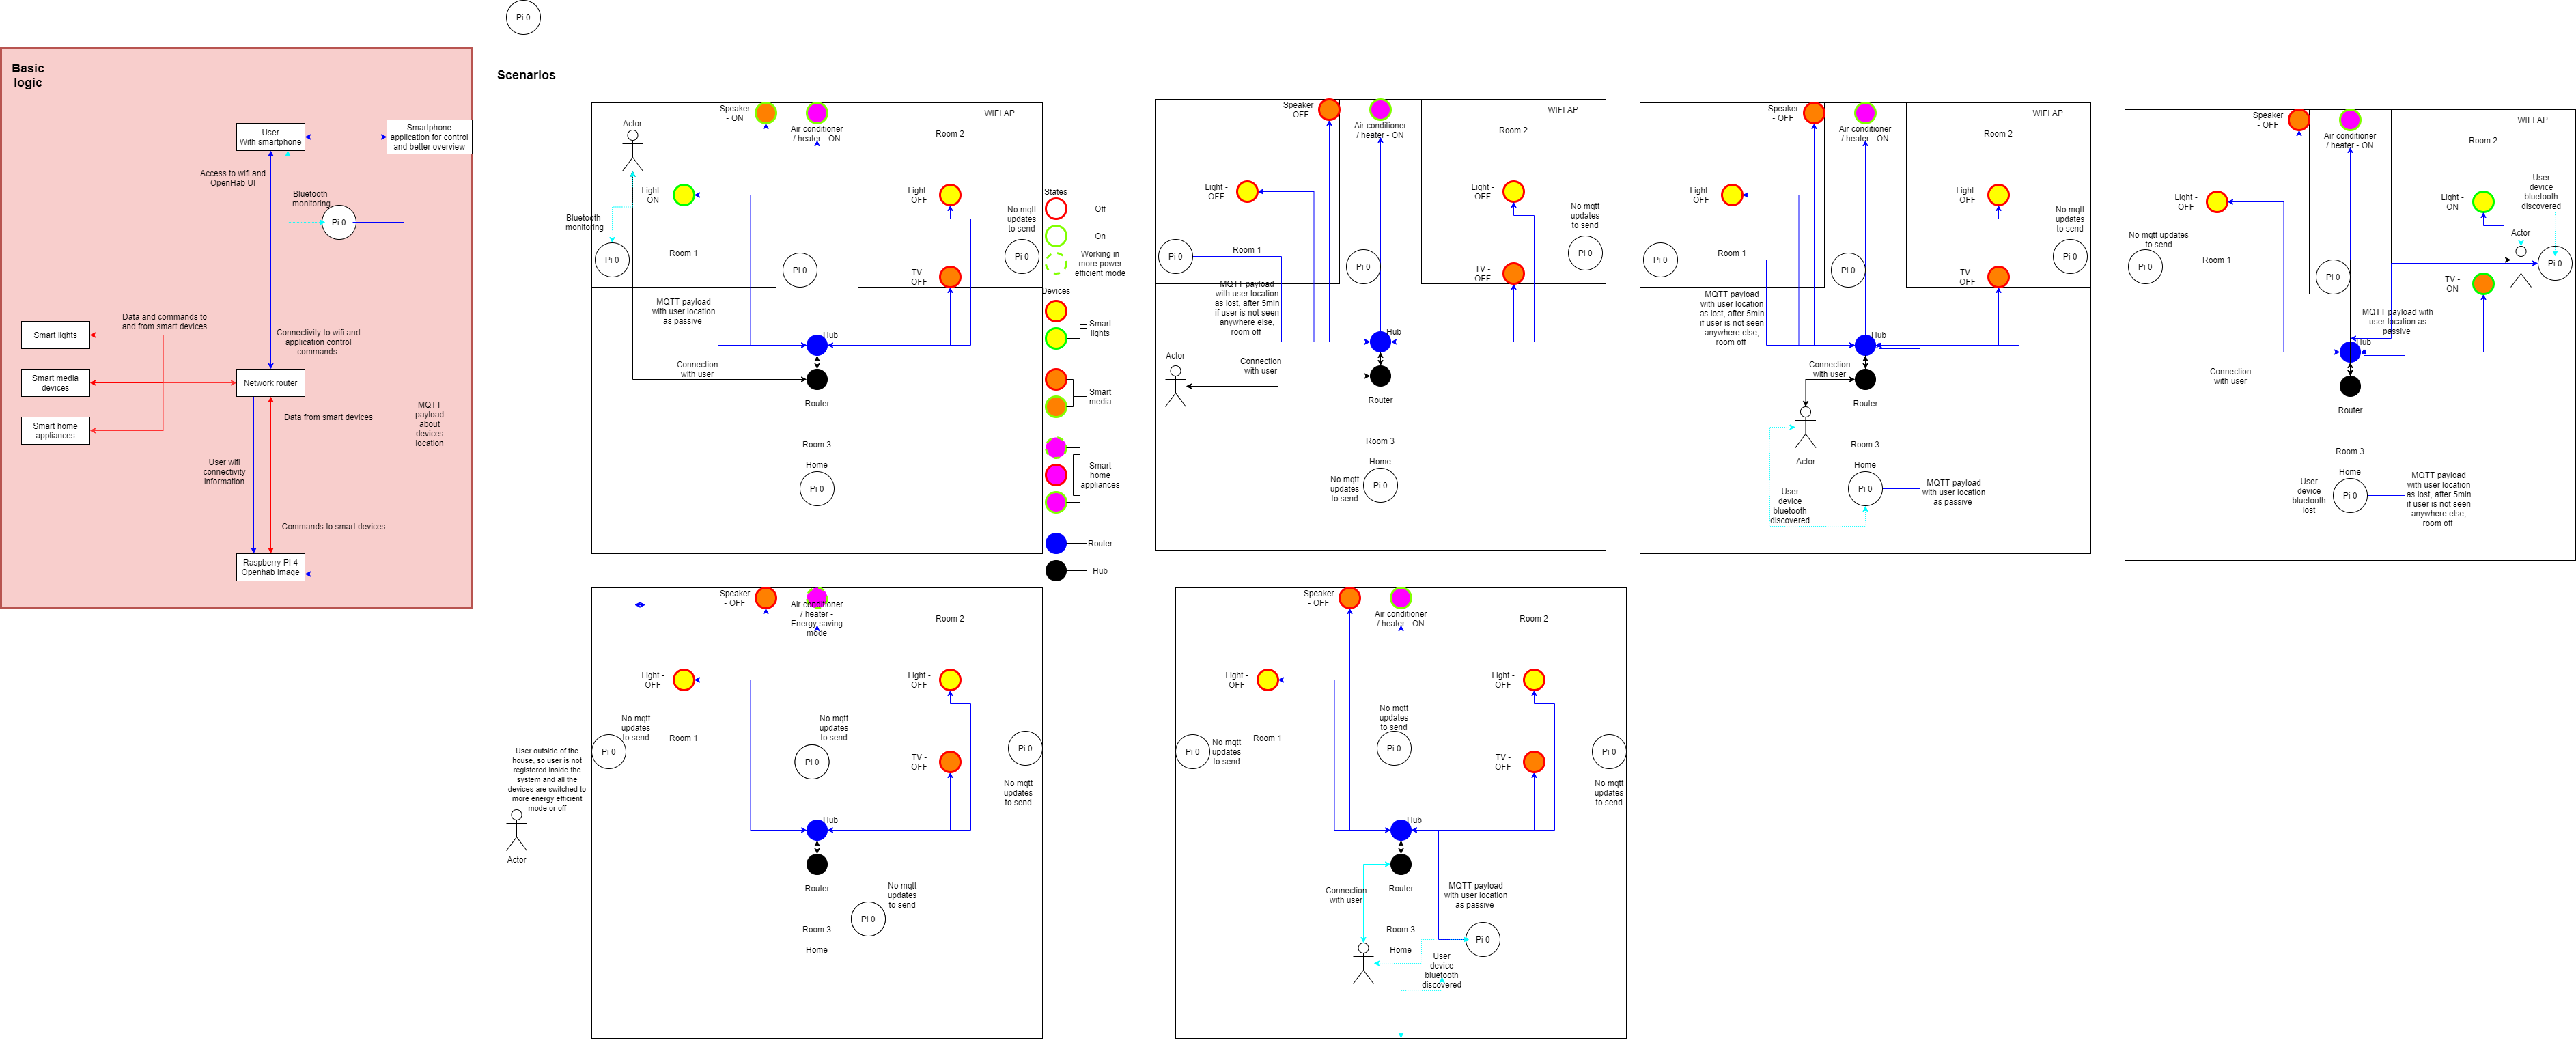 Pi 0
Basic
logic
User
With smartphone
Smartphone
application for control
and better overview
Access to wifi and
OpenHab UI
Bluetooth
monitoring
Pi 0
Data and commands to
and from smart devices
Smart lights
Smart media
devices
Smart home
appliances
Connectivity to wifi and
application control
commands
Network router
Data from smart devices
MQTT
payload
about
devices
location
User wifi
connectivity
information
Commands to smart devices
Raspberry PI 4
Openhab image
Scenarios
Actor
Speaker
- ON
Air conditioner
/ heater - ON
WIFI AP
Room 2
Light -
ON
Light -
OFF
Bluetooth
monitoring
Pi 0
Room 1
Pi 0
No mqtt
updates
to send
Pi 0
TV -
OFF
MQTT payload
with user location
as passive
Hub
Connection
with user
Router
Room 3
Home
Pi 0
States
Off
On
Working in
more power
efficient mode
Devices
Smart
lights
Smart
media
Smart
home
appliances
Router
Hub
Speaker
- OFF
Air conditioner
/ heater - ON
WIFI AP
Room 2
Light -
OFF
Light -
OFF
No mqtt
updates
to send
Pi 0
Room 1
Pi 0
Pi 0
TV -
OFF
MQTT payload
with user location
as lost, after 5min
if user is not seen
anywhere else,
room off
Hub
Actor
Connection
with user
Router
Room 3
Home
No mqtt
updates
to send
Pi 0
Speaker
- OFF
Air conditioner
/ heater - ON
WIFI AP
Room 2
Light -
OFF
Light -
OFF
No mqtt
updates
to send
Pi 0
Room 1
Pi 0
Pi 0
TV -
OFF
MQTT payload
with user location
as lost, after 5min
if user is not seen
anywhere else,
room off
Hub
Connection
with user
Router
Actor
Room 3
Home
Pi 0
User
device
bluetooth
discovered
MQTT payload
with user location
as passive
Speaker
- OFF
Air conditioner
/ heater - ON
WIFI AP
Room 2
Light -
OFF
Light -
ON
User
device
bluetooth
discovered
Actor
No mqtt updates
to send
Pi 0
Room 1
Pi 0
Pi 0
TV -
ON
MQTT payload with
user location as
passive
Hub
Connection
with user
Router
Room 3
Home
Pi 0
User
device
bluetooth
lost
MQTT payload
with user location
as lost, after 5min
if user is not seen
anywhere else,
room off
User outside of the
house, so user is not
registered inside the
system and all the
devices are switched to
more energy efficient
mode or off
Actor
Speaker
- OFF
Air conditioner
/ heater -
Energy saving
mode
Room 2
Light -
OFF
Light -
OFF
No mqtt
updates
to send
Pi 0
Room 1
No mqtt
updates
to send
Pi 0
Pi 0
TV -
OFF
No mqtt
updates
to send
Hub
Router
No mqtt
updates
to send
Pi 0
Room 3
Home
Speaker
- OFF
Air conditioner
/ heater - ON
Room 2
Light -
OFF
Light -
OFF
No mqtt
updates
to send
Pi 0
No mqtt
updates
to send
Room 1
Pi 0
Pi 0
TV -
OFF
No mqtt
updates
to send
Hub
Connection
with user
Router
MQTT payload
with user location
as passive
Room 3
Home
Pi 0
User
device
bluetooth
discovered